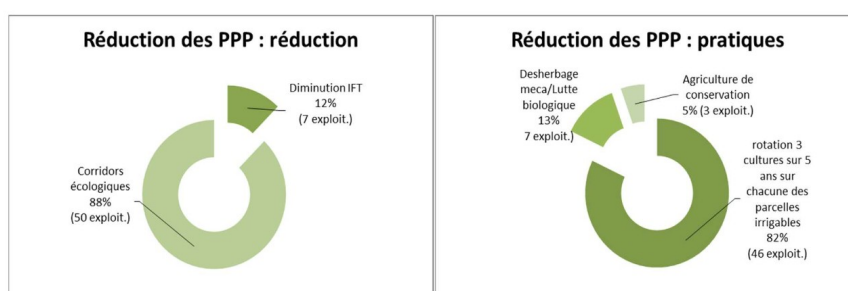 Réduction des PPP : réduction
Diminution IFT
12%
(7 exploit.)
Corridors
écologiques
88%
(50 exploit.)
Réduction des PPP : pratiques
Desherbage
meca/Lutte
biologique
13%
7 exploit.)
Agriculture de
conservation
5% (3 exploit.)
rotation 3
cultures sur 5
ans sur
chacune des
parcelles
irrigables
82%
(46 exploit.)